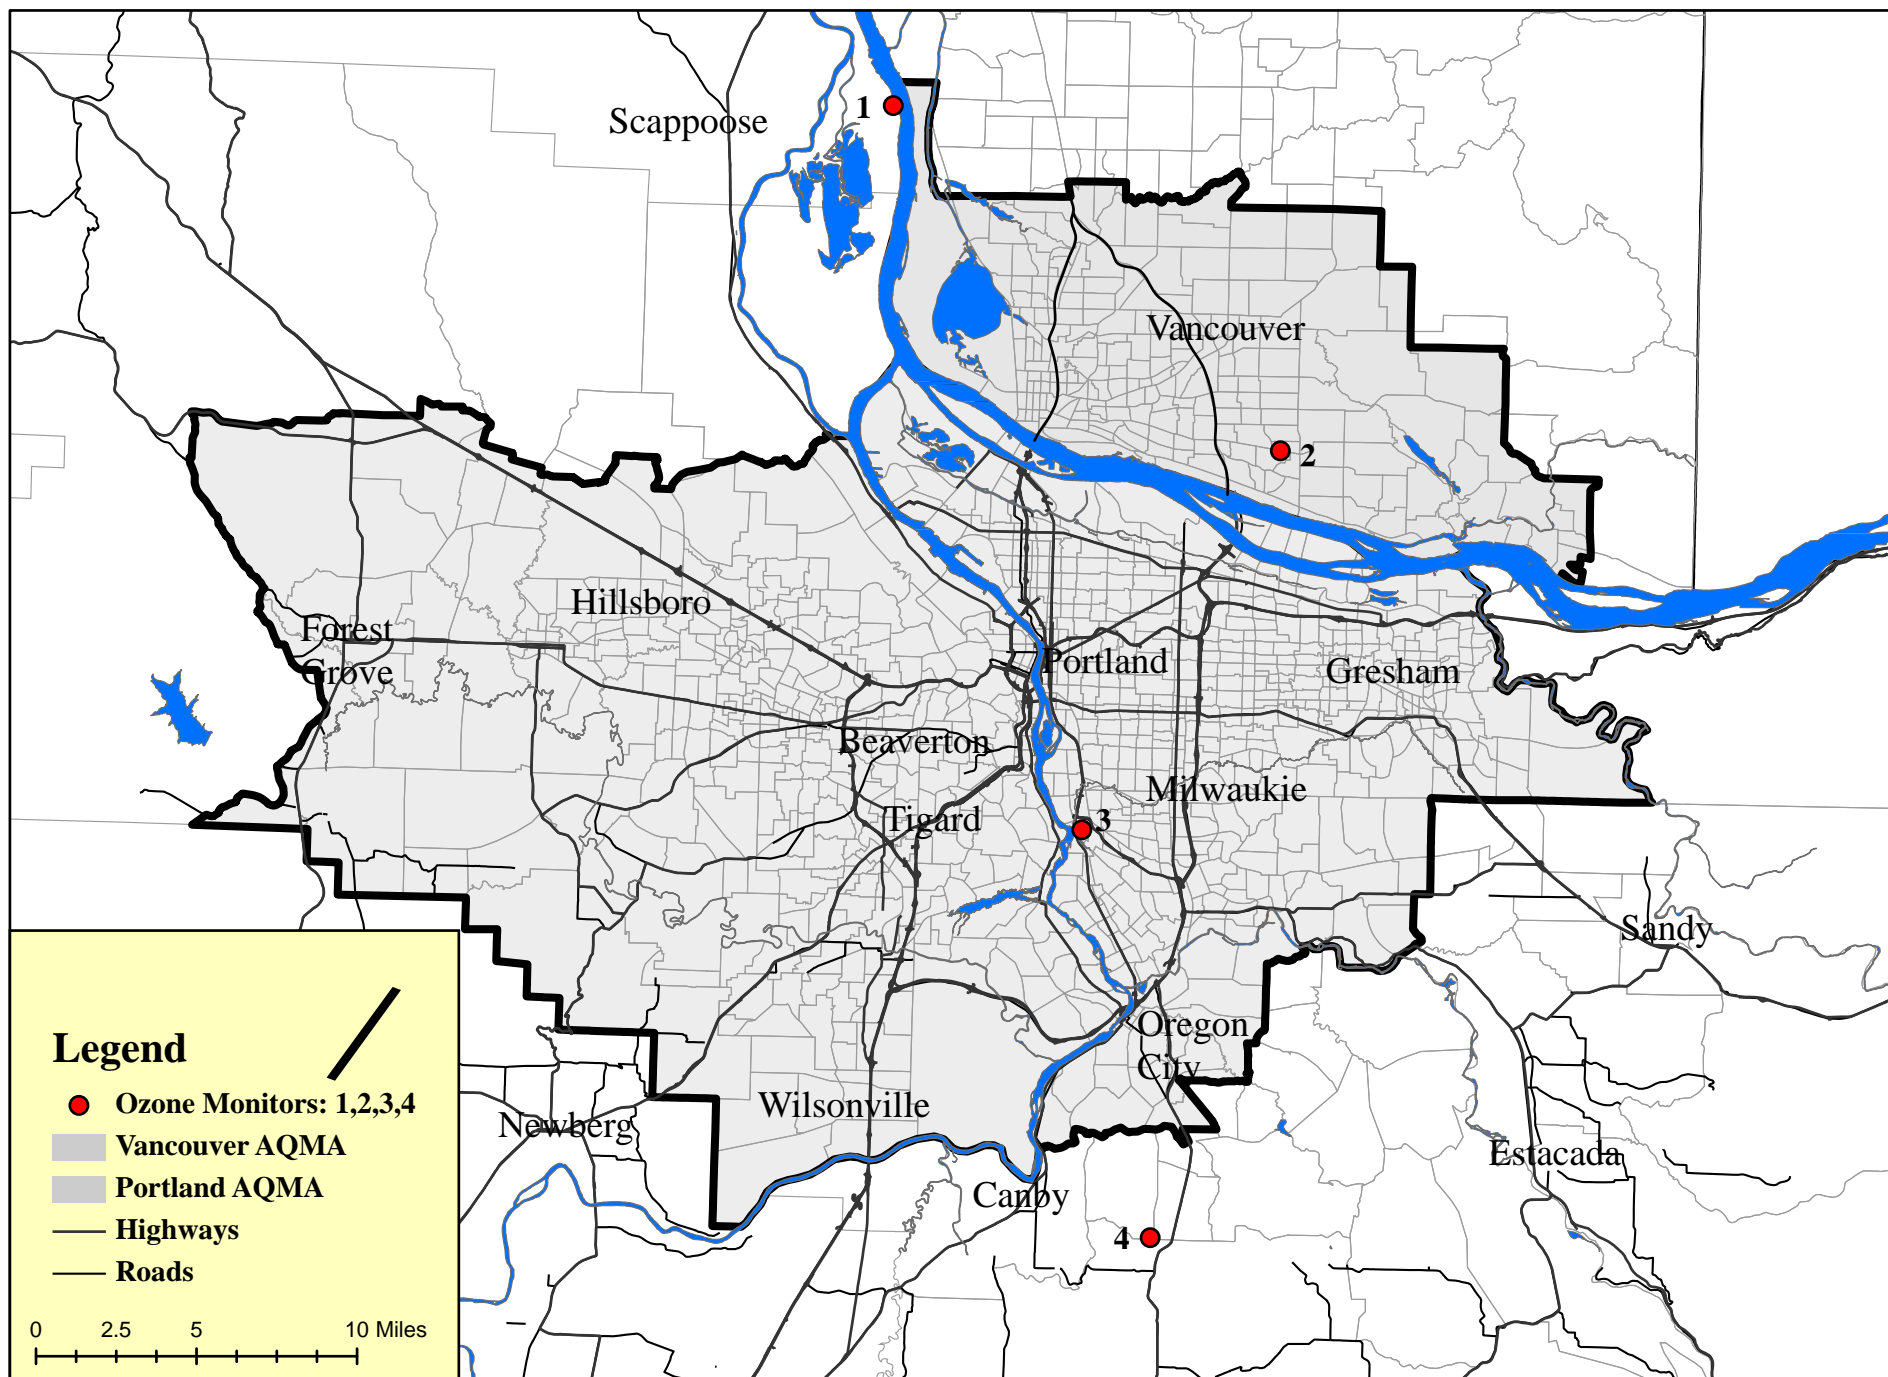 1
Scappoose
Vancouver
2
Hillsboro
Forest
Grove
Portland
Gresham
Beaverton
Milwaukie
Tigard
3
Sandy
Oregon
City
Wilsonville
Newberg
Estacada
Canby
4
Legend
Ozone Monitors: 1,2,3,4
Vancouver AQMA
Portland AQMA
Highways
Roads
0 2.5 5 10 Miles